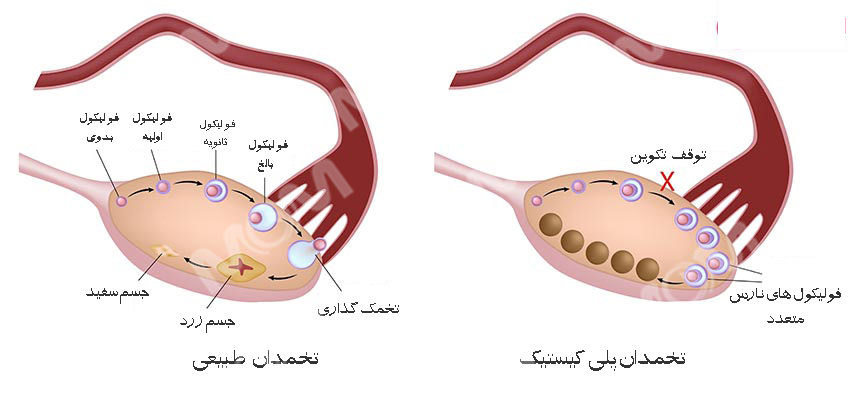 فولیکول
بدوی
فولیکول
اولیه
فولیکول
ثانویه
فولیکول
بالغ
تخمک گذاری
جسم زرد
جسم سفید
تخمدان طبیعی
توقف تکوین
X
فولیکول های نارس
متعدد
تخمدان پلی کیستیک